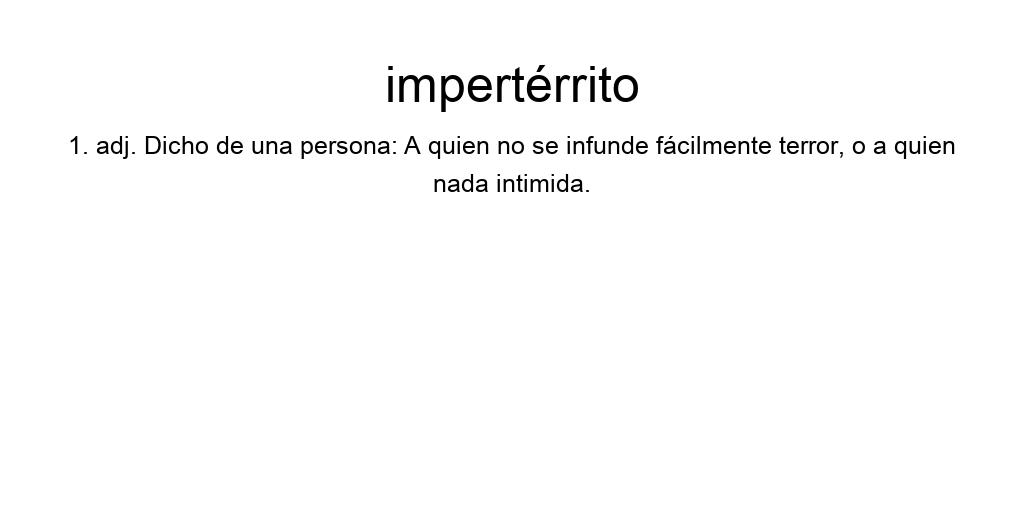 impertérrito
1. adj. Dicho de una persona: A quien no se infunde fácilmente terror, o a quien
nada intimida.